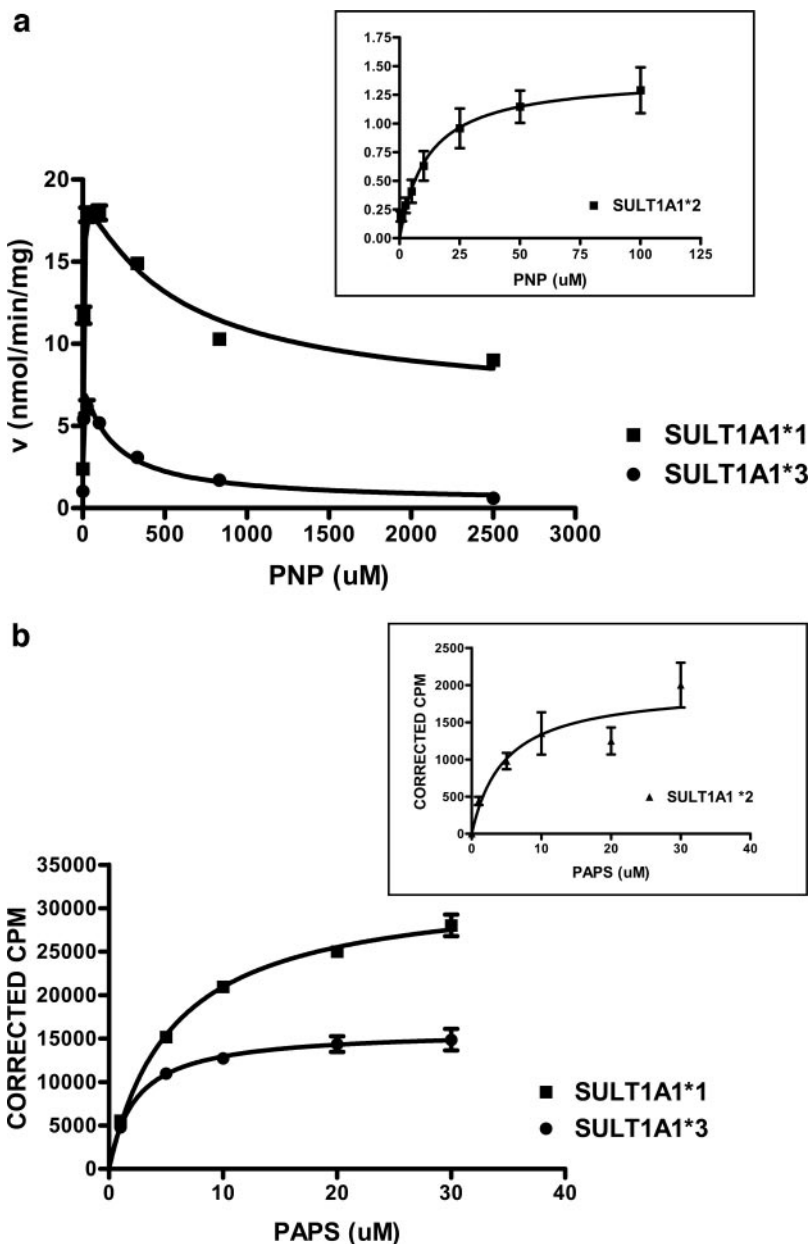 a
1.75
1.50
1.25
1.00
0.75
0.50
0.25
0.00
0 25 50 75 100 125
PNP (uM)
SULT1A1*2
20
15
10
5
0
v (nmol/min/mg)
0 500 1000 1500 2000 2500 3000
PNP (uM)
SULT1A1*1
SULT1A1*3
b
2500
2000
1500
1000
500
0
CORRECTED CPM
0 10 20 30 40
PAPS (uM)
SULT1A1 *2
35000
30000
25000
20000
15000
10000
5000
0
CORRECTED CPM
0 10 20 30 40
PAPS (uM)
SULT1A1*1
SULT1A1*3